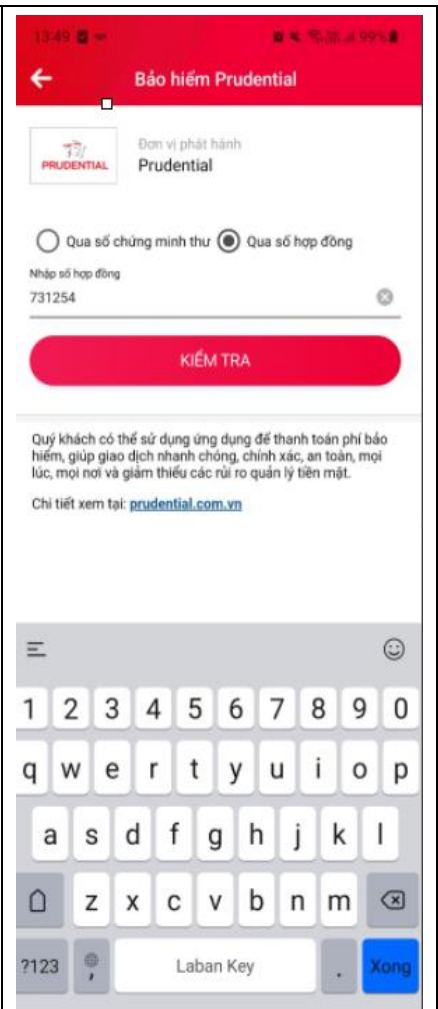 13:49
99%
Bảo hiểm Prudential
PRUDENTIAL
Đơn vị phát hành
Prudential
Qua số chứng minh thư
Qua số hợp đồng
Nhập số hợp đồng
731254
KIỂM TRA
Quý khách có thể sử dụng ứng dụng để thanh toán phí bảo
hiểm, giúp giao dịch nhanh chóng, chính xác, an toàn, mọi
lúc, mọi nơi và giảm thiểu các rủi ro quản lý tiền mặt.
Chi tiết xem tại: prudential.com.vn
1 2 3 4 5 6 7 8 9 0
q w e r t y u i o p
a s d f g h j k l
z x c v b n m
?123 , Laban Key . Xong